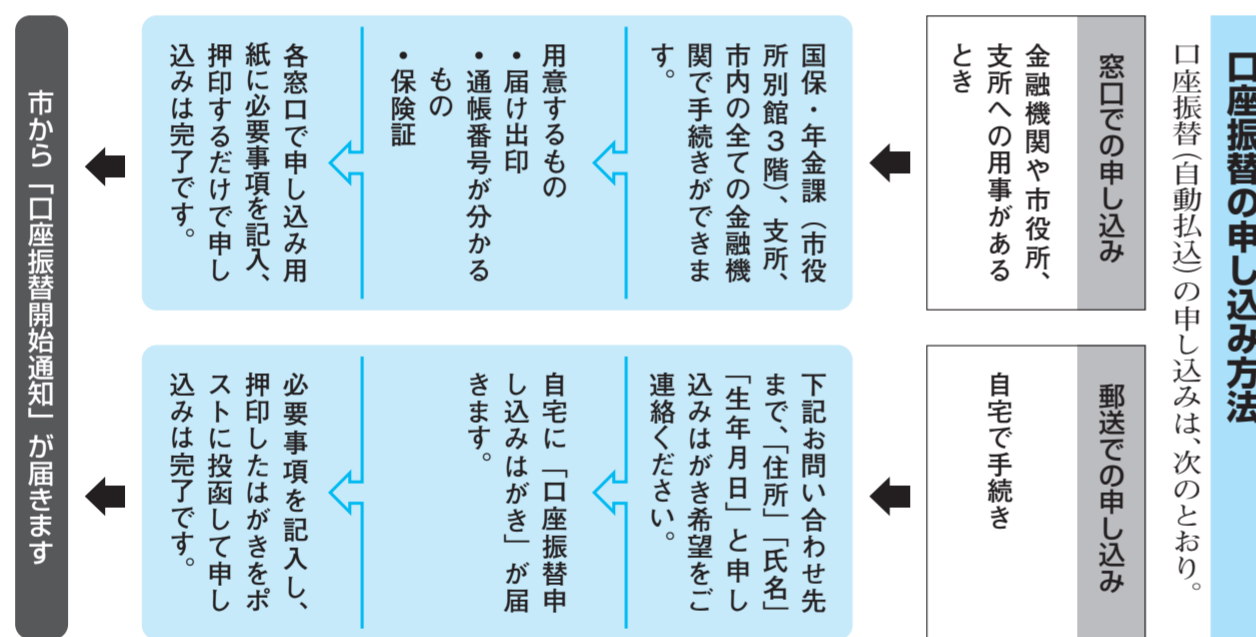 口座振替の申し込み方法
口座振替（自動払込）の申し込みは、次のとおり。
窓口での申し込み
金融機関や市役所、
支所への用事がある
とき
国保・年金課（市役
所別館３階）、支所、
市内の全ての金融機
関で手続きができま
す。
用意するもの
・届け出印
・通帳番号が分かる
もの
・保険証
各窓口で申し込み用
紙に必要事項を記入、
押印するだけで申し
込みは完了です。
郵送での申し込み
自宅で手続き
下記お問い合わせ先
まで、「住所」「氏名」
「生年月日」と申し
込みはがき希望をご
連絡ください。
自宅に「口座振替申
し込みはがき」が届
きます。
必要事項を記入し、
押印したはがきをポ
ストに投函して申し
込みは完了です。
市から「口座振替開始通知」が届きます